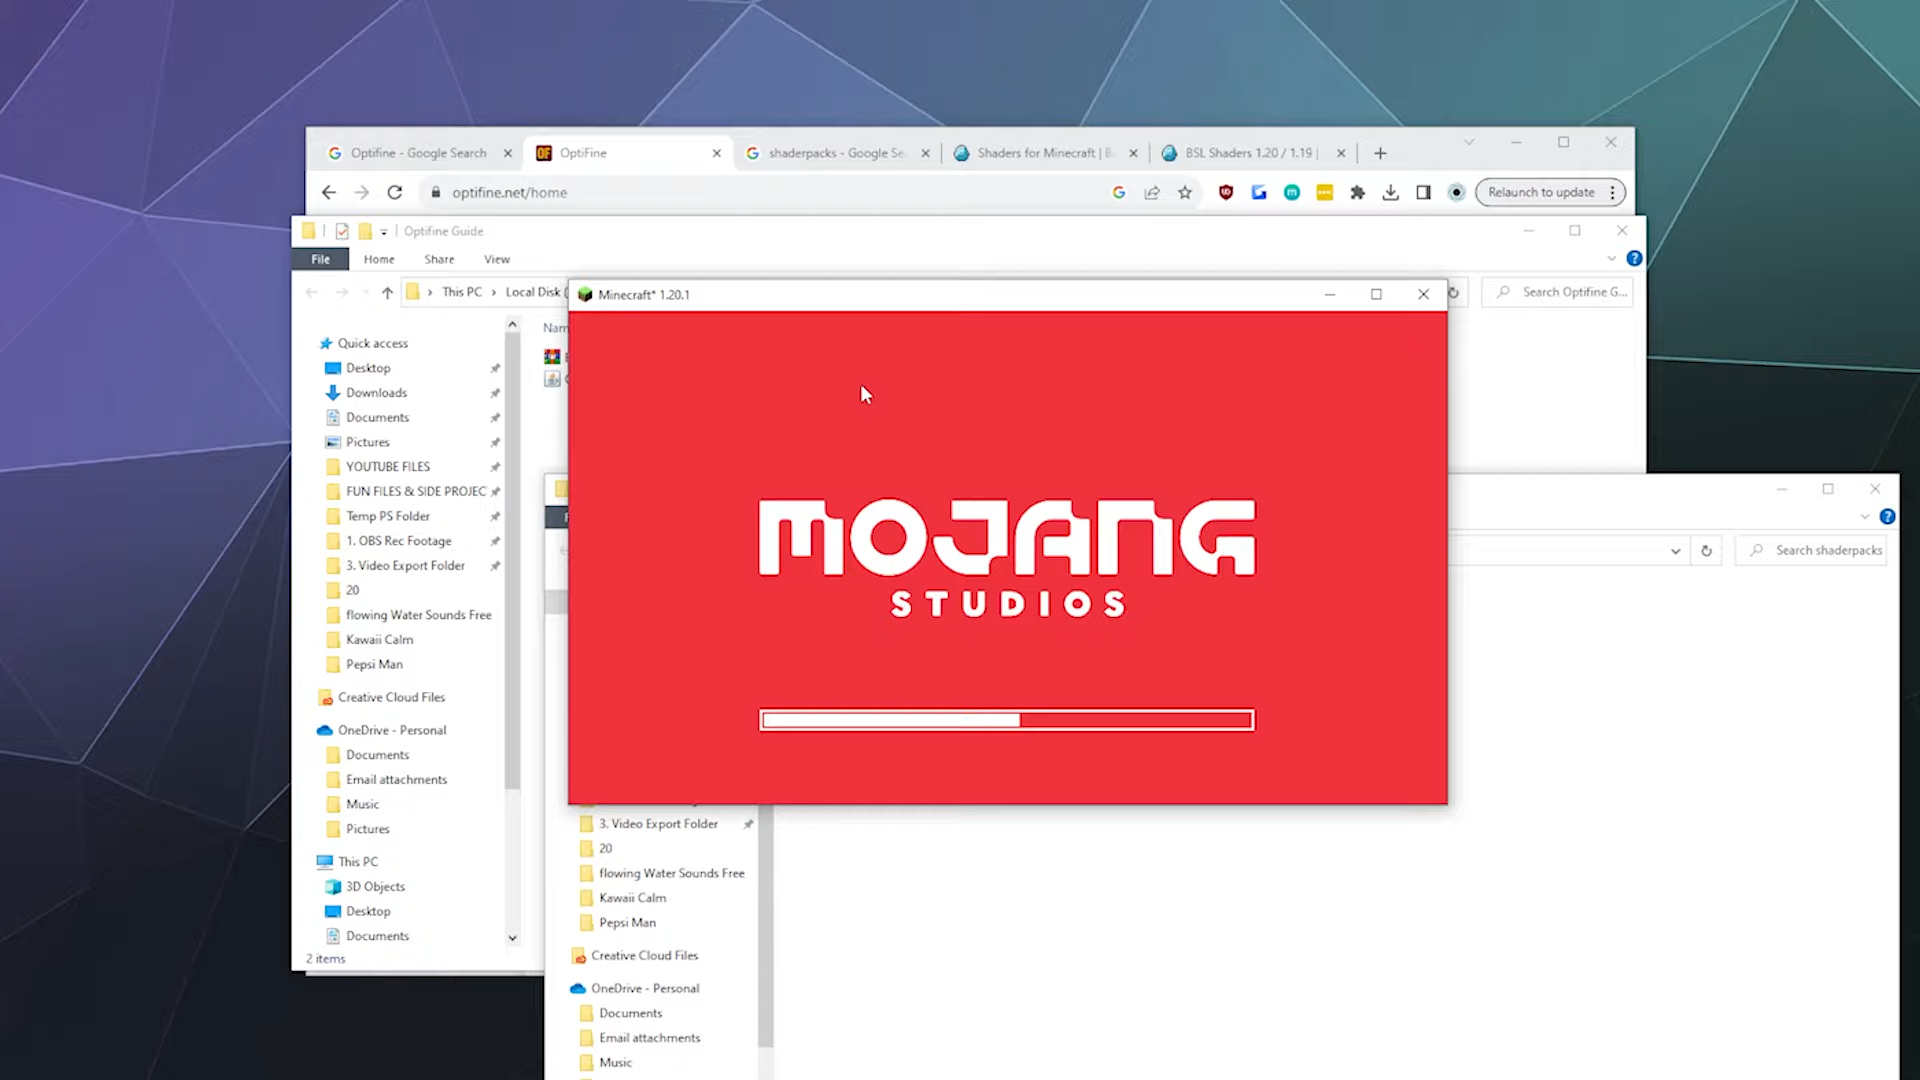 Optifine - Google Search
OptiFine
shaderpacks - Google Se
Shaders for Minecraft | B
BSL Shaders 1.20 / 1.19 |
optifine.net/home
Relaunch to update
Optifine Guide
File
Home
Share
View
This PC
Local Disk (
Search Optifine G...
Minecraft* 1.20.1
MOJANG
STUDIOS
Nam
Quick access
Desktop
Downloads
Documents
Pictures
YOUTUBE FILES
FUN FILES & SIDE PROJEC
Temp PS Folder
1. OBS Rec Footage
3. Video Export Folder
20
flowing Water Sounds Free
Kawaii Calm
Pepsi Man
Creative Cloud Files
OneDrive - Personal
Documents
Email attachments
Music
Pictures
This PC
3D Objects
Desktop
Documents
2 items
Search shaderpacks
3. Video Export Folder
20
flowing Water Sounds Free
Kawaii Calm
Pepsi Man
Creative Cloud Files
OneDrive - Personal
Documents
Email attachments
Music